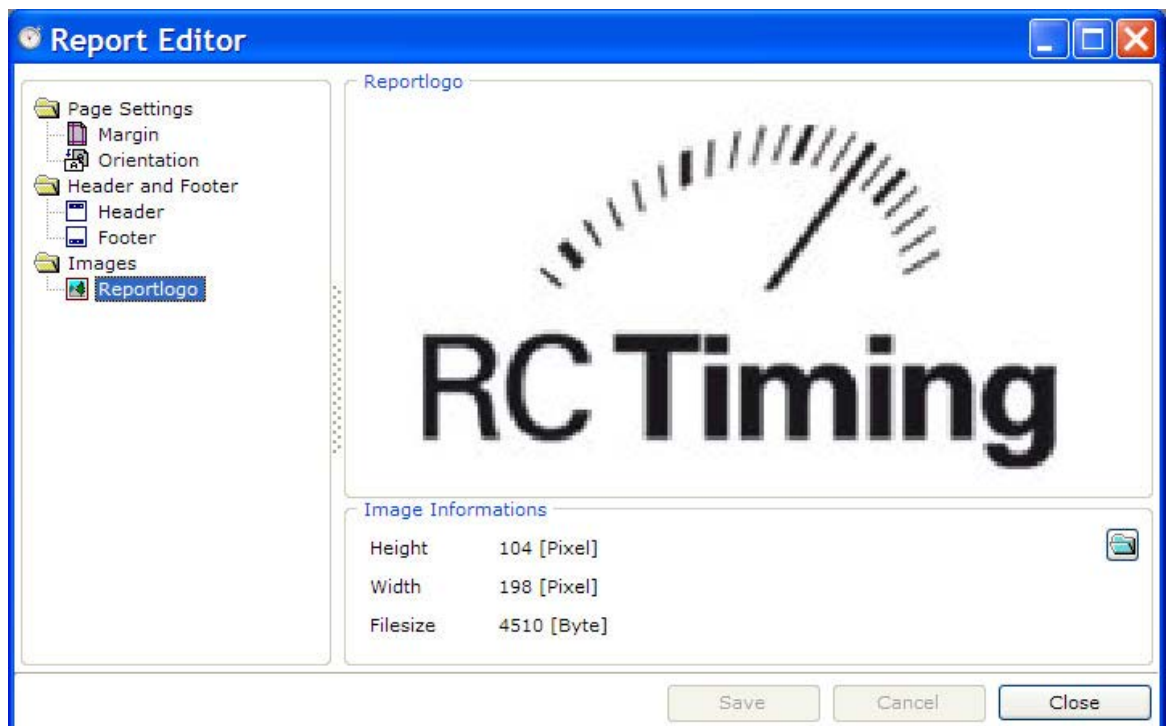 Report Editor
Page Settings
Margin
Orientation
Header and Footer
Header
Footer
Images
Reportlogo
Reportlogo
RC Timing
Image Informations
Height 104 [Pixel]
Width 198 [Pixel]
Filesize 4510 [Byte]
Save Cancel Close